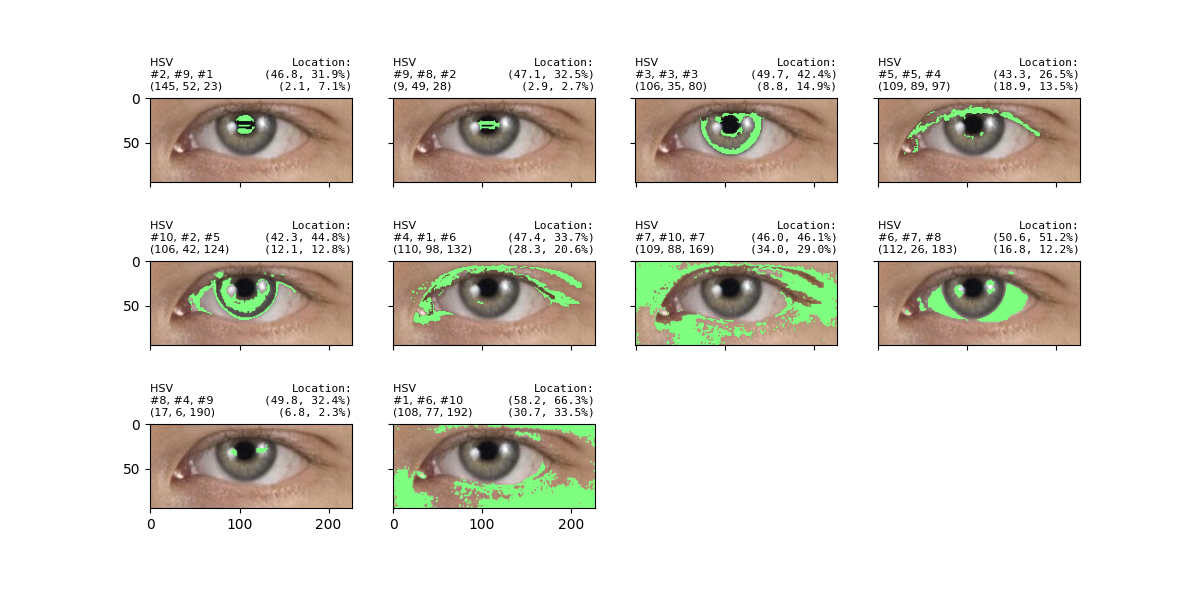 HSV Location:
#2, #9, #1 (46.8, 31.9%)
(145, 52, 23) (2.1, 7.1%)
HSV Location:
#9, #8, #2 (47.1, 32.5%)
(9, 49, 28) (2.9, 2.7%)
HSV Location:
#3, #3, #3 (49.7, 42.4%)
(106, 35, 80) (8.8, 14.9%)
HSV Location:
#5, #5, #4 (43.3, 26.5%)
(109, 89, 97) (18.9, 13.5%)
0
50
HSV Location:
#10, #2, #5 (42.3, 44.8%)
(106, 42, 124) (12.1, 12.8%)
HSV Location:
#4, #1, #6 (47.4, 33.7%)
(110, 98, 132) (28.3, 20.6%)
HSV Location:
#7, #10, #7 (46.0, 46.1%)
(109, 88, 169) (34.0, 29.0%)
HSV Location:
#6, #7, #8 (50.6, 51.2%)
(112, 26, 183) (16.8, 12.2%)
0
50
HSV Location:
#8, #4, #9 (49.8, 32.4%)
(17, 6, 190) (6.8, 2.3%)
HSV Location:
#1, #6, #10 (58.2, 66.3%)
(108, 77, 192) (30.7, 33.5%)
0
50
0 100 200
0 100 200